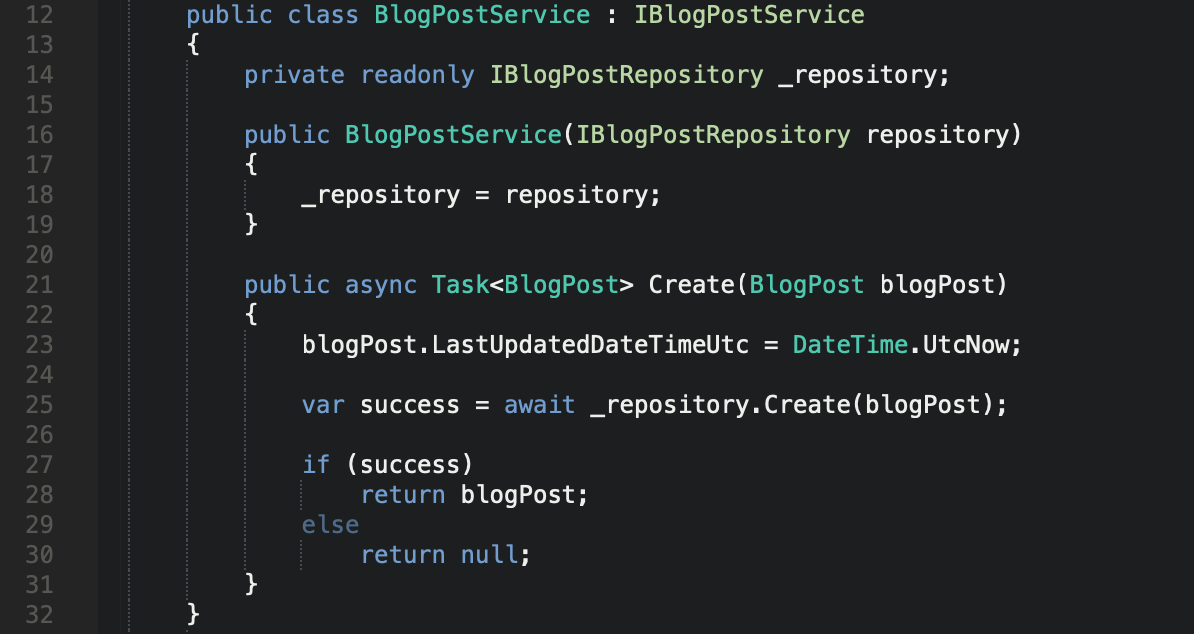 12 public class BlogPostService : IBlogPostService
13 {
14 private readonly IBlogPostRepository _repository;
15
16 public BlogPostService(IBlogPostRepository repository)
17 {
18 _repository = repository;
19 }
20
21 public async Task<BlogPost> Create(BlogPost blogPost)
22 {
23 blogPost.LastUpdatedDateTimeUtc = DateTime.UtcNow;
24
25 var success = await _repository.Create(blogPost);
26
27 if (success)
28 return blogPost;
29 else
30 return null;
31 }
32 }